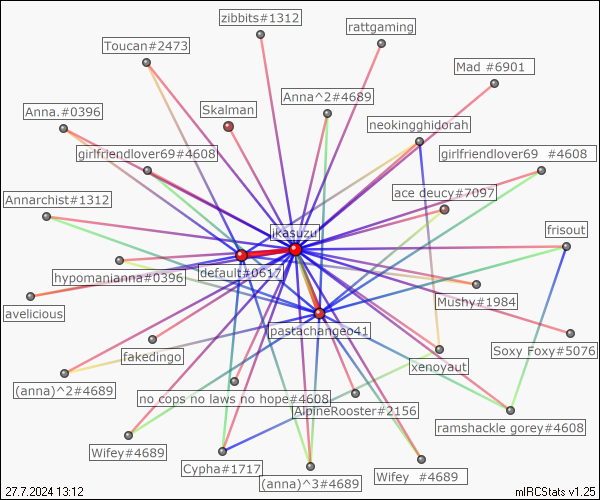 zibbits#1312
rattgaming
Toucan#2473
Mad #6901
Anna^2#4689
Skalman
Anna.#0396
neokingghidorah
girlfriendlover69#4608
girlfriendlover69 #4608
ace deucy#7097
Annarchist#1312
frisout
ikasuzu
hypomanianna#0396
!default#0617
Mushy#1984
avelicious
pastachangeo41
Soxy Foxy#5076
fakedingo
xenoyaut
(anna)^2#4689
no cops no laws no hope#4608
AlpineRooster#2156
ramshackle gorey#4608
Wifey#4689
Cypha#1717
(anna)^3#4689
Wifey #4689
27.7.2024 13:12
mIRCStats v1.25